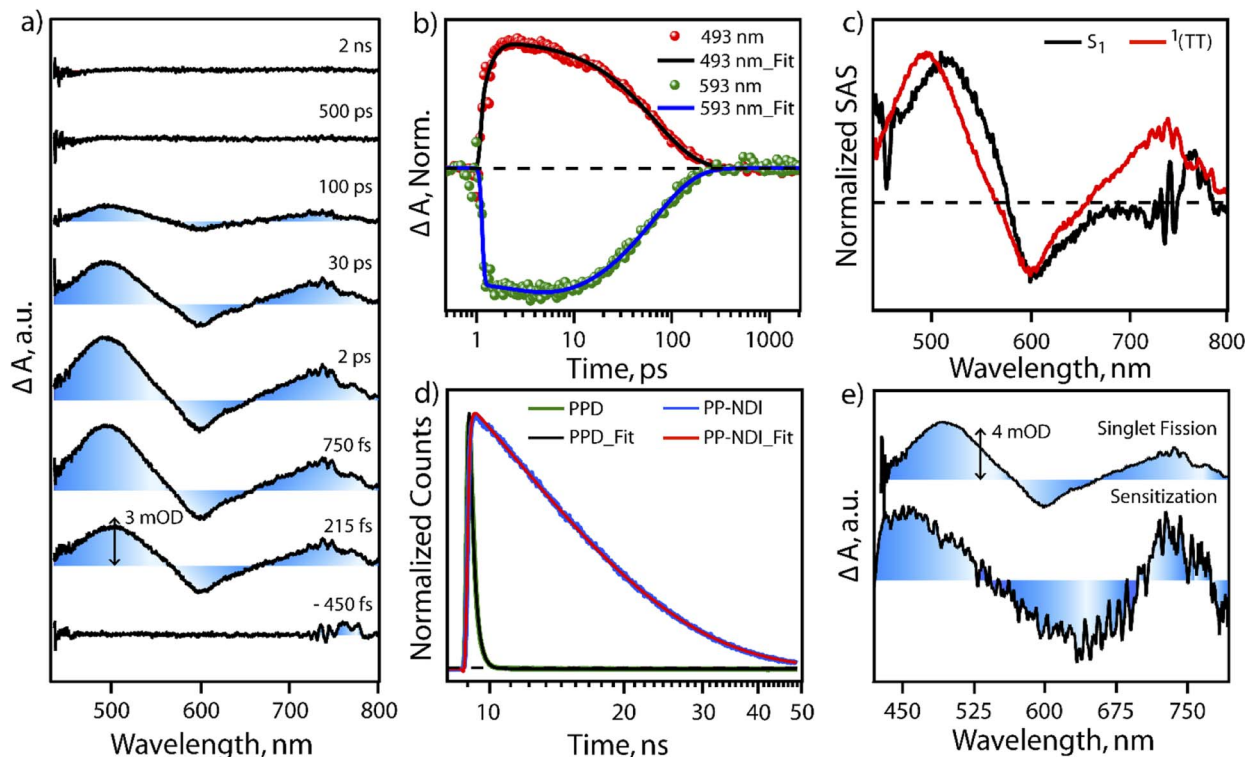 a)
2 ns
500 ps
100 ps
30 ps
2 ps
750 fs
3 mOD
215 fs
- 450 fs
Δ A, a.u.
500 600 700 800
Wavelength, nm
b)
493 nm
493 nm_Fit
593 nm
593 nm_Fit
Δ A, Norm.
1 10 100 1000
Time, ps
c)
S1 1(TT)
Normalized SAS
500 600 700 800
Wavelength, nm
d)
PPD PP-NDI
PPD_Fit PP-NDI_Fit
Normalized Counts
10 20 30 40 50
Time, ns
e)
4 mOD Singlet Fission
Sensitization
Δ A, a.u.
450 525 600 675 750
Wavelength, nm